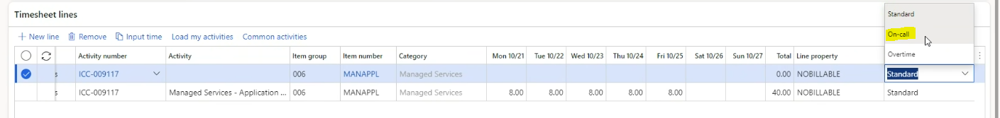 Timesheet lines
Standard
On-call
Overtime
New line Remove Input time Load my activities Common activities
Activity number Activity Item group Item number Category Mon 10/21 Tue 10/22 Wed 10/23 Thu 10/24 Fri 10/25 Sat 10/26 Sun 10/27 Total Line property
s ICC-009117 006 MANAPPL Managed Services 0.00 NOBILLABLE Standard
s ICC-009117 Managed Services - Application ... 006 MANAPPL Managed Services 8.00 8.00 8.00 8.00 8.00 40.00 NOBILLABLE Standard